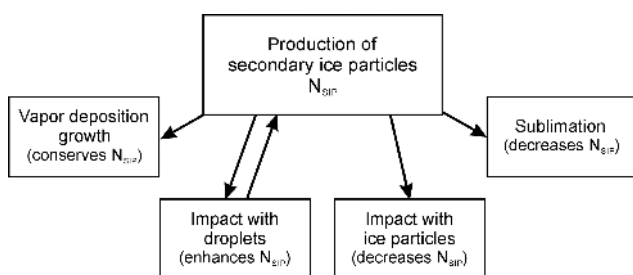 Production of
secondary ice particles
N_SIP
Vapor deposition
growth
(conserves N_SIP)
Sublimation
(decreases N_SIP)
Impact with
droplets
(enhances N_SIP)
Impact with
ice particles
(decreases N_SIP)